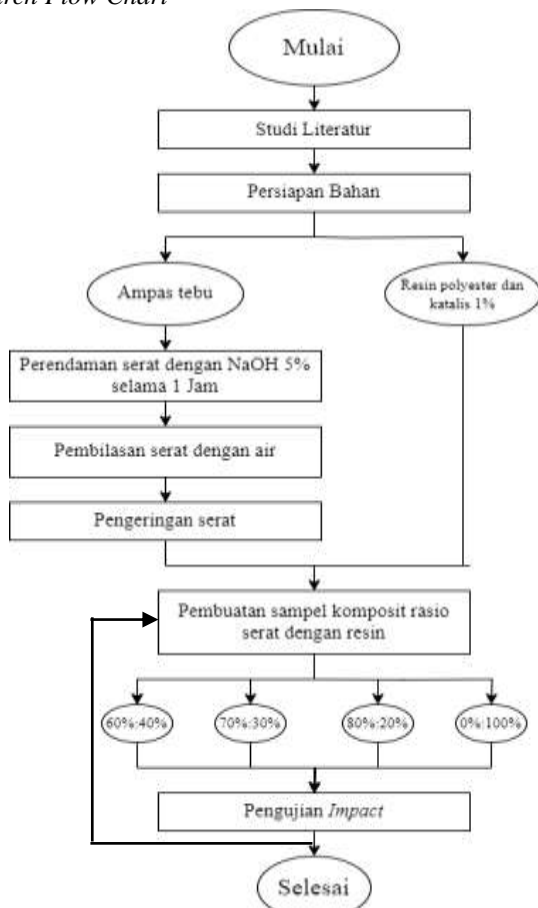 Flow Chart
Mulai
Studi Literatur
Persiapan Bahan
Ampas tebu
Resin polyester dan
katalis 1%
Perendaman serat dengan NaOH 5%
selama 1 Jam
Pembilasan serat dengan air
Pengeringan serat
Pembuatan sampel komposit rasio
serat dengan resin
60%:40%
70%:30%
80%:20%
0%:100%
Pengujian Impact
Selesai